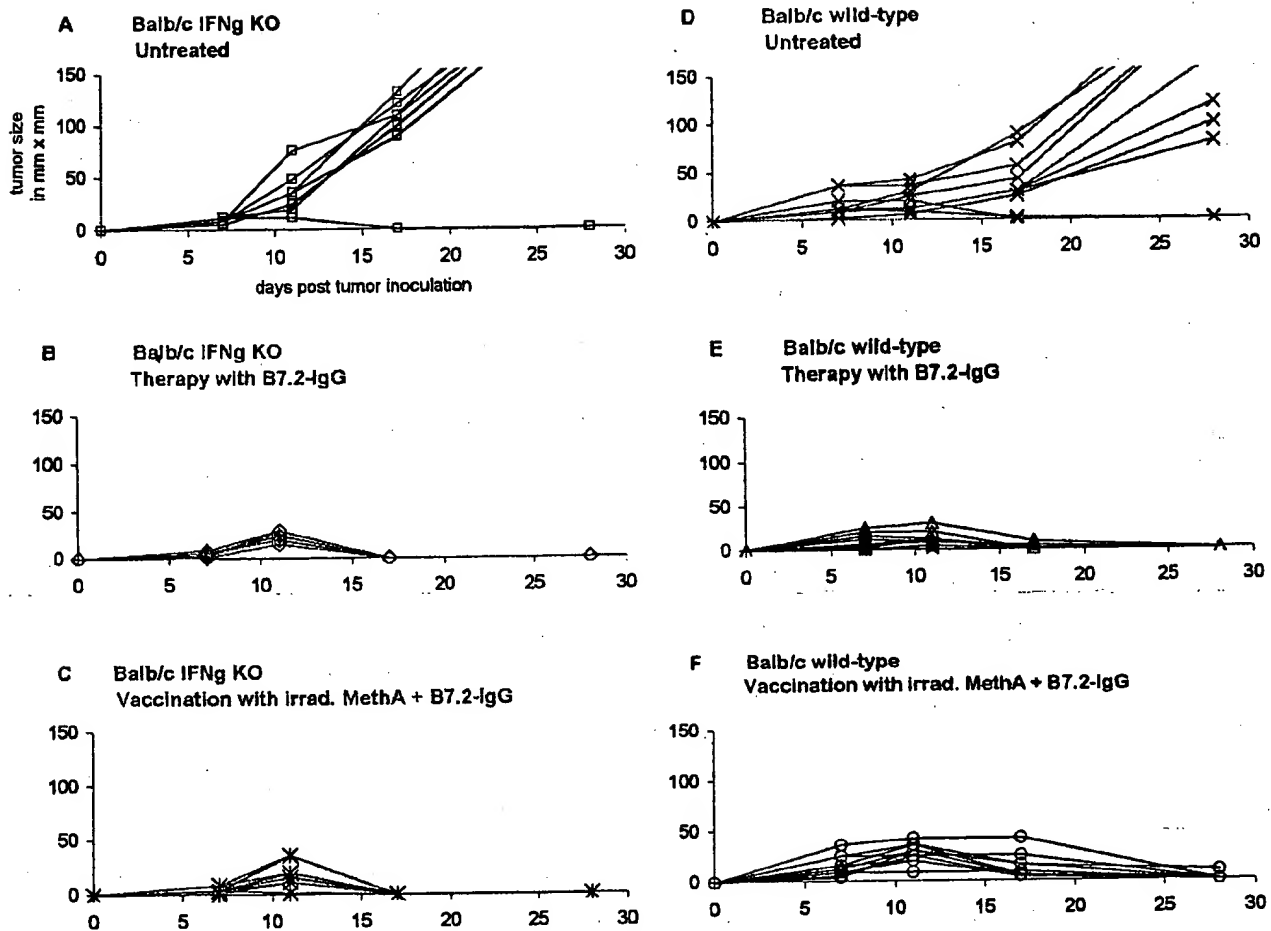 A Balb/c IFNg KO
Untreated
tumor size
in mm x mm
150
100
50
0
0 5 10 15 20 25 30
days post tumor inoculation
D Balb/c wild-type
Untreated
150
100
50
0
0 5 10 15 20 25 30
B Balb/c IFNg KO
Therapy with B7.2-IgG
150
100
50
0
0 5 10 15 20 25 30
E Balb/c wild-type
Therapy with B7.2-IgG
150
100
50
0
0 5 10 15 20 25 30
C Balb/c IFNg KO
Vaccination with irrad. MethA + B7.2-IgG
150
100
50
0
0 5 10 15 20 25 30
F Balb/c wild-type
Vaccination with irrad. MethA + B7.2-IgG
150
100
50
0
0 5 10 15 20 25 30